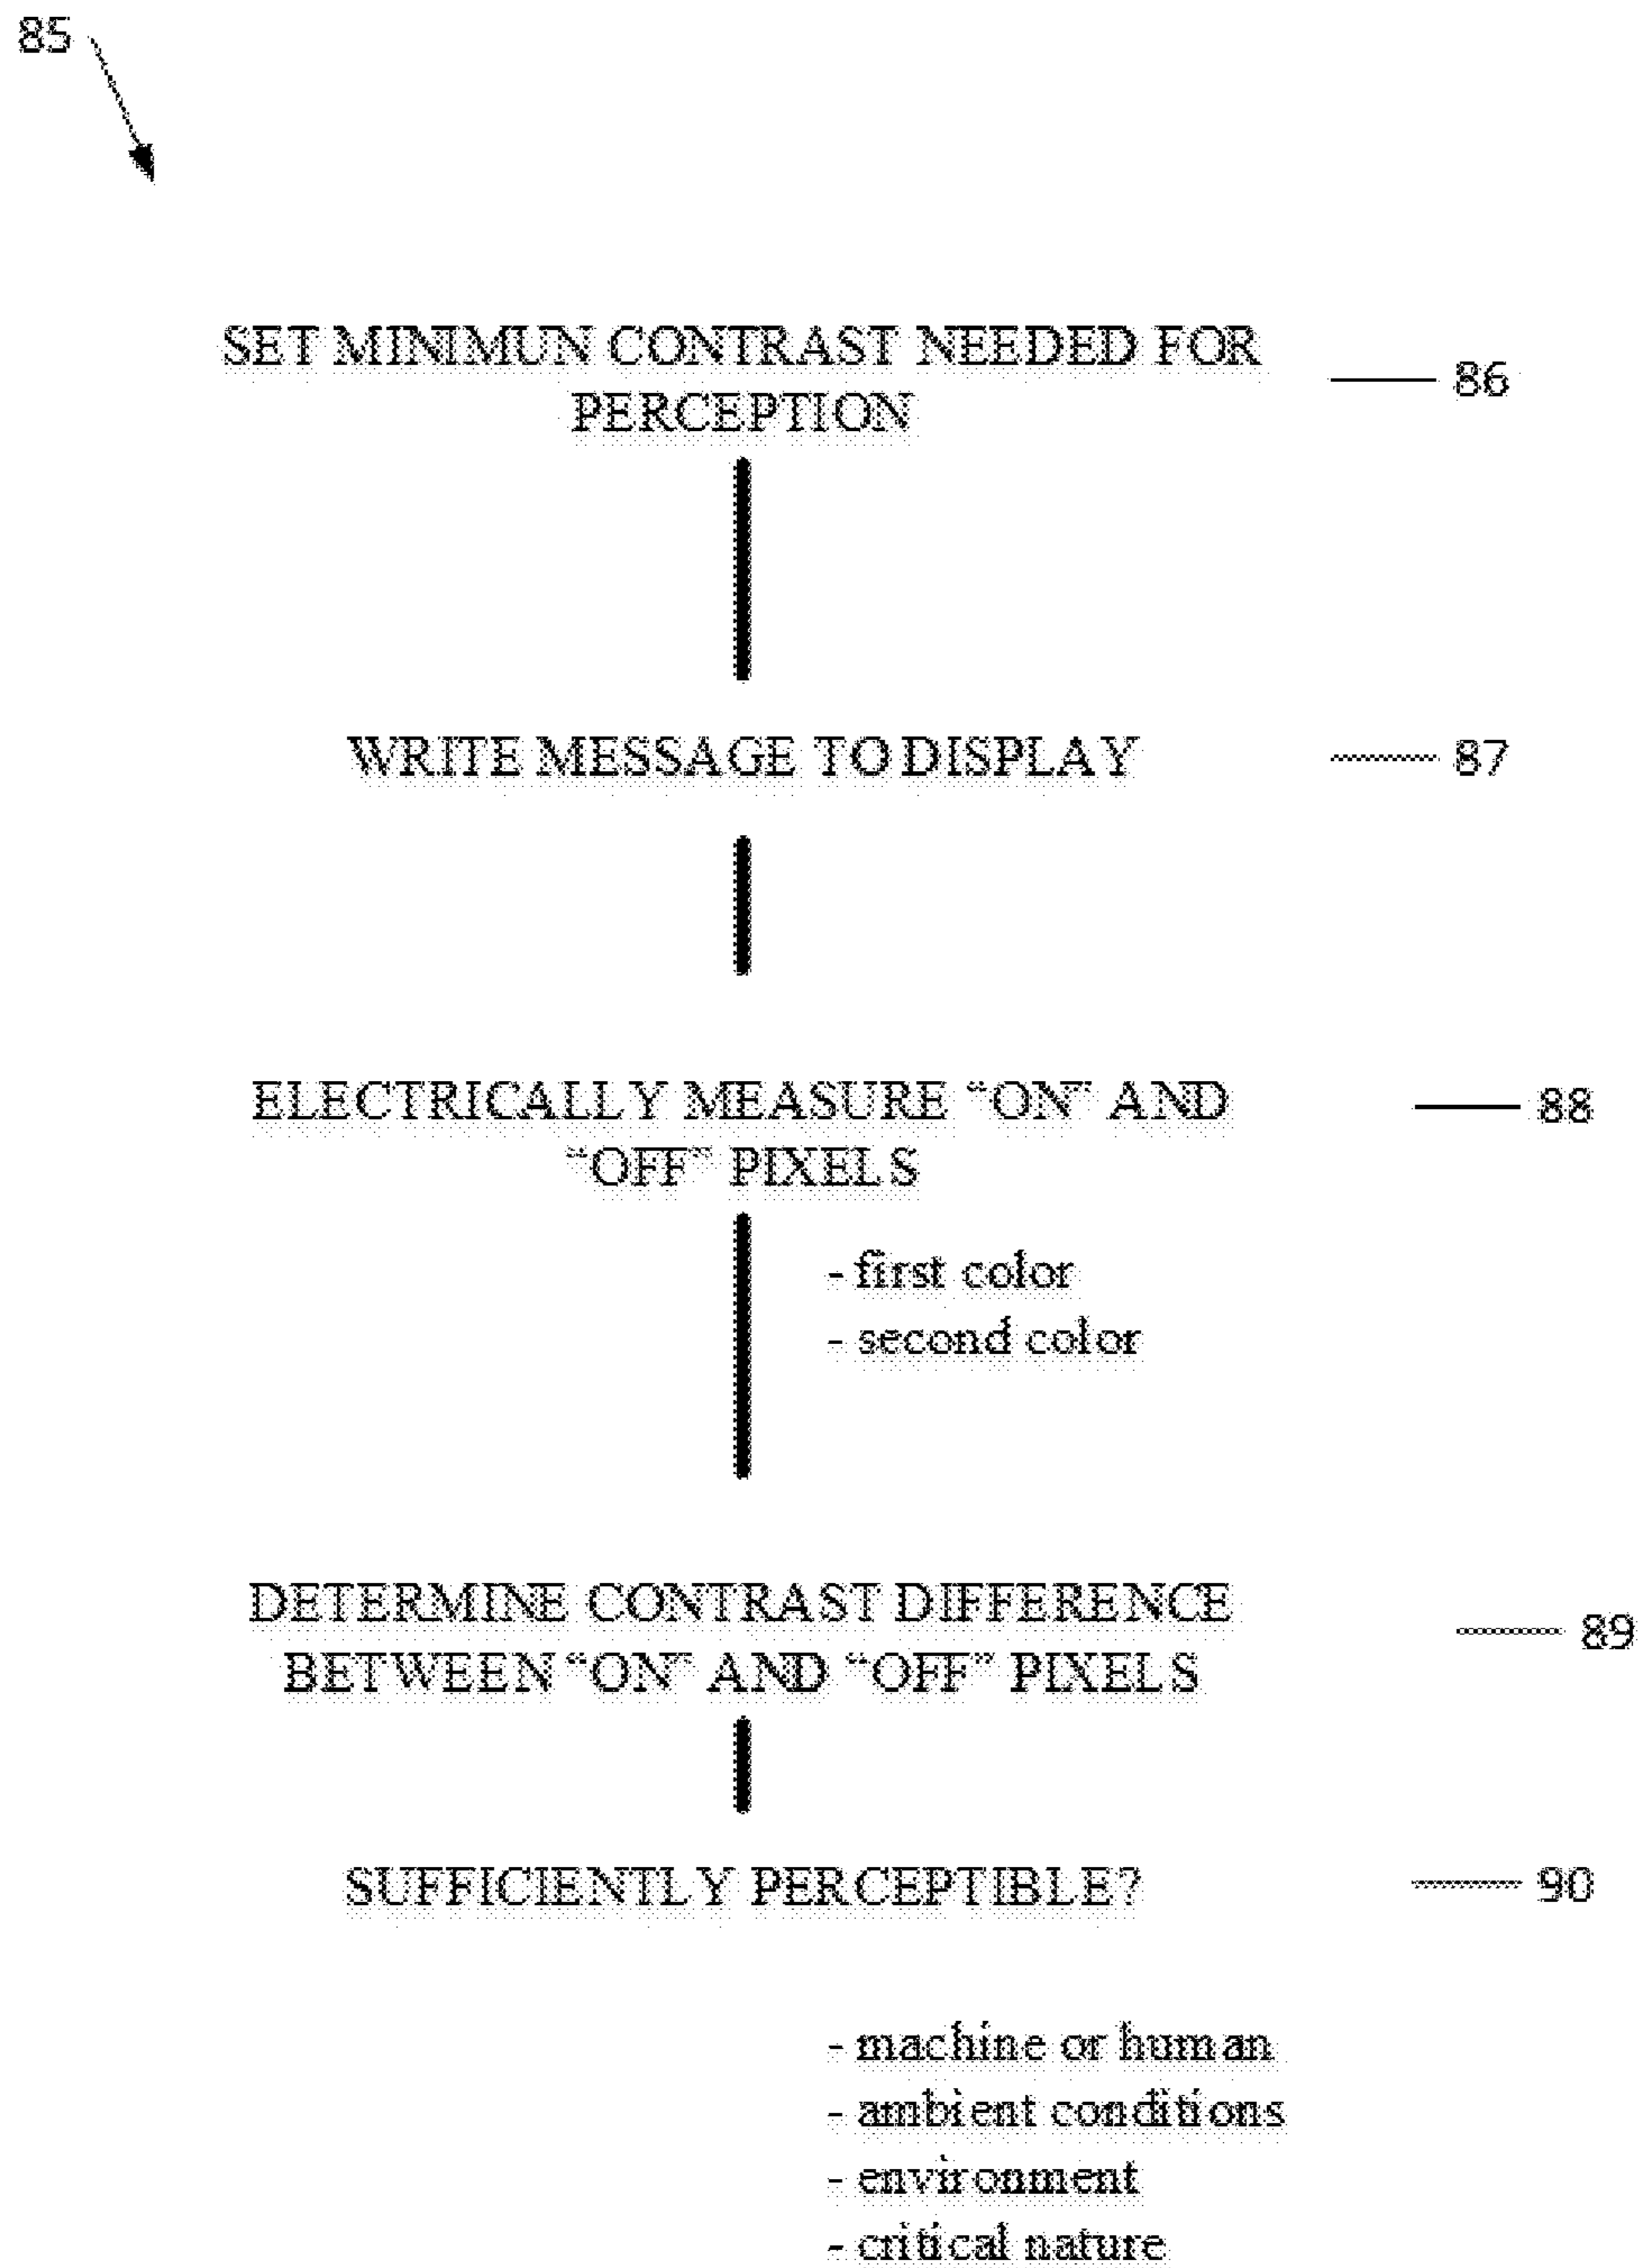 85
SET MINIMUN CONTRAST NEEDED FOR
PERCEPTION
86
WRITE MESSAGE TO DISPLAY
87
ELECTRICALLY MEASURE “ON” AND
“OFF” PIXELS
88
- first color
- second color
DETERMINE CONTRAST DIFFERENCE
BETWEEN “ON” AND “OFF” PIXELS
89
SUFFICIENTLY PERCEPTIBLE?
90
- machine or human
- ambient conditions
- environment
- critical nature